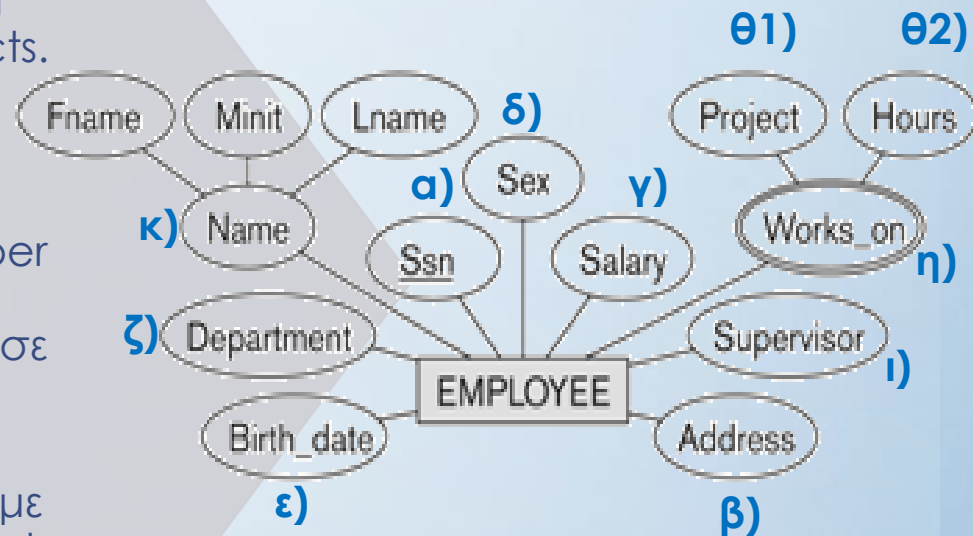 cts.
θ1) θ2)
Fname Minit Lname δ) Project Hours
α) Sex γ)
κ) Name Ssn Salary Works_on η)
ber
ζ) Department Supervisor ι)
σε
EMPLOYEE
Birth_date Address
ε) β)
με